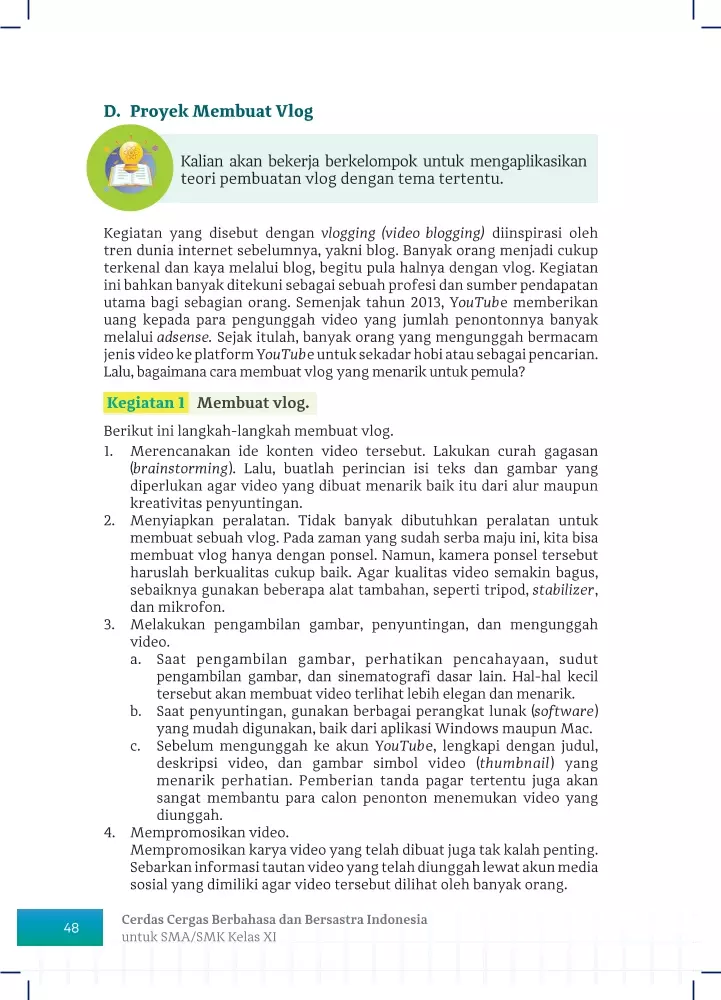 D. Proyek Membuat Vlog
Kalian akan bekerja berkelompok untuk mengaplikasikan
teori pembuatan vlog dengan tema tertentu.
Kegiatan yang disebut dengan vlogging (video blogging) diinspirasi oleh
tren dunia internet sebelumnya, yakni blog. Banyak orang menjadi cukup
terkenal dan kaya melalui blog, begitu pula halnya dengan vlog. Kegiatan
ini bahkan banyak ditekuni sebagai sebuah profesi dan sumber pendapatan
utama bagi sebagian orang. Semenjak tahun 2013, YouTube memberikan
uang kepada para pengunggah video yang jumlah penontonnya banyak
melalui adsense. Sejak itulah, banyak orang yang mengunggah bermacam
jenis video ke platform YouTube untuk sekadar hobi atau sebagai pencarian.
Lalu, bagaimana cara membuat vlog yang menarik untuk pemula?
Kegiatan 1 Membuat vlog.
Berikut ini langkah-langkah membuat vlog.
1. Merencanakan ide konten video tersebut. Lakukan curah gagasan
(brainstorming). Lalu, buatlah perincian isi teks dan gambar yang
diperlukan agar video yang dibuat menarik baik itu dari alur maupun
kreativitas penyuntingan.
2. Menyiapkan peralatan. Tidak banyak dibutuhkan peralatan untuk
membuat sebuah vlog. Pada zaman yang sudah serba maju ini, kita bisa
membuat vlog hanya dengan ponsel. Namun, kamera ponsel tersebut
haruslah berkualitas cukup baik. Agar kualitas video semakin bagus,
sebaiknya gunakan beberapa alat tambahan, seperti tripod, stabilizer,
dan mikrofon.
3. Melakukan pengambilan gambar, penyuntingan, dan mengunggah
video.
a. Saat pengambilan gambar, perhatikan pencahayaan, sudut
pengambilan gambar, dan sinematografi dasar lain. Hal-hal kecil
tersebut akan membuat video terlihat lebih elegan dan menarik.
b. Saat penyuntingan, gunakan berbagai perangkat lunak (software)
yang mudah digunakan, baik dari aplikasi Windows maupun Mac.
c. Sebelum mengunggah ke akun YouTube, lengkapi dengan judul,
deskripsi video, dan gambar simbol video (thumbnail) yang
menarik perhatian. Pemberian tanda pagar tertentu juga akan
sangat membantu para calon penonton menemukan video yang
diunggah.
4. Mempromosikan video.
Mempromosikan karya video yang telah dibuat juga tak kalah penting.
Sebarkan informasi tautan video yang telah diunggah lewat akun media
sosial yang dimiliki agar video tersebut dilihat oleh banyak orang.
48
Cerdas Cergas Berbahasa dan Bersastra Indonesia
untuk SMA/SMK Kelas XI